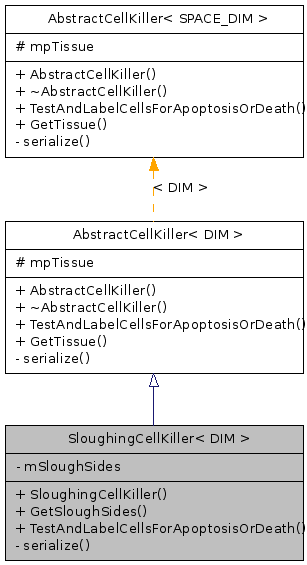 AbstractCellKiller< SPACE_DIM >
# mpTissue
+ AbstractCellKiller()
+ ~AbstractCellKiller()
+ TestAndLabelCellsForApoptosisOrDeath()
+ GetTissue()
- serialize()
< DIM >
AbstractCellKiller< DIM >
# mpTissue
+ AbstractCellKiller()
+ ~AbstractCellKiller()
+ TestAndLabelCellsForApoptosisOrDeath()
+ GetTissue()
- serialize()
SloughingCellKiller< DIM >
- mSloughSides
+ SloughingCellKiller()
+ GetSloughSides()
+ TestAndLabelCellsForApoptosisOrDeath()
- serialize()